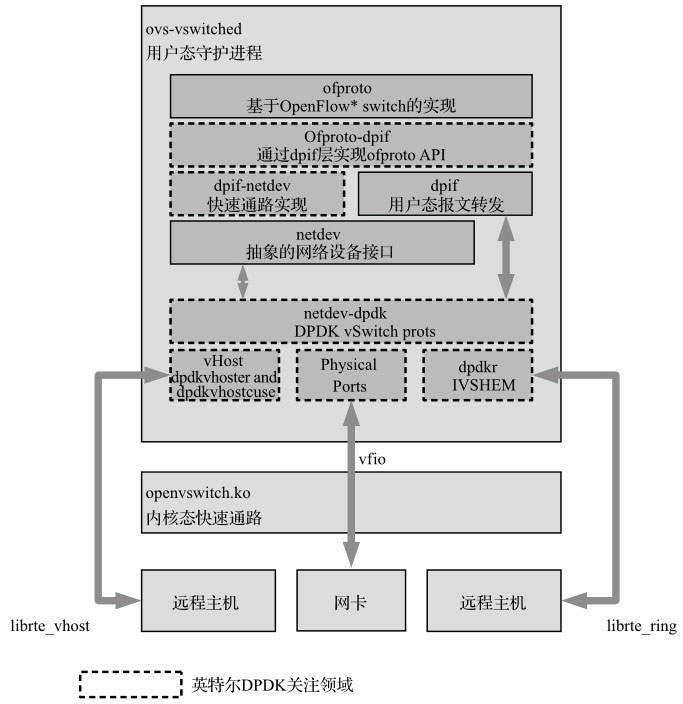 ovs-vswitched
用户态守护进程
ofproto
基于OpenFlow* switch的实现
Ofproto-dpif
通过dpif层实现ofproto API
dpif-netdev
快速通路实现
dpif
用户态报文转发
netdev
抽象的网络设备接口
netdev-dpdk
DPDK vSwitch prots
vHost
dpdkvhoster and
dpdkvhostcuse
Physical
Ports
dpdkr
IVSHEM
vfio
openvswitch.ko
内核态快速通路
远程主机
网卡
远程主机
librte_vhost
librte_ring
英特尔DPDK关注领域